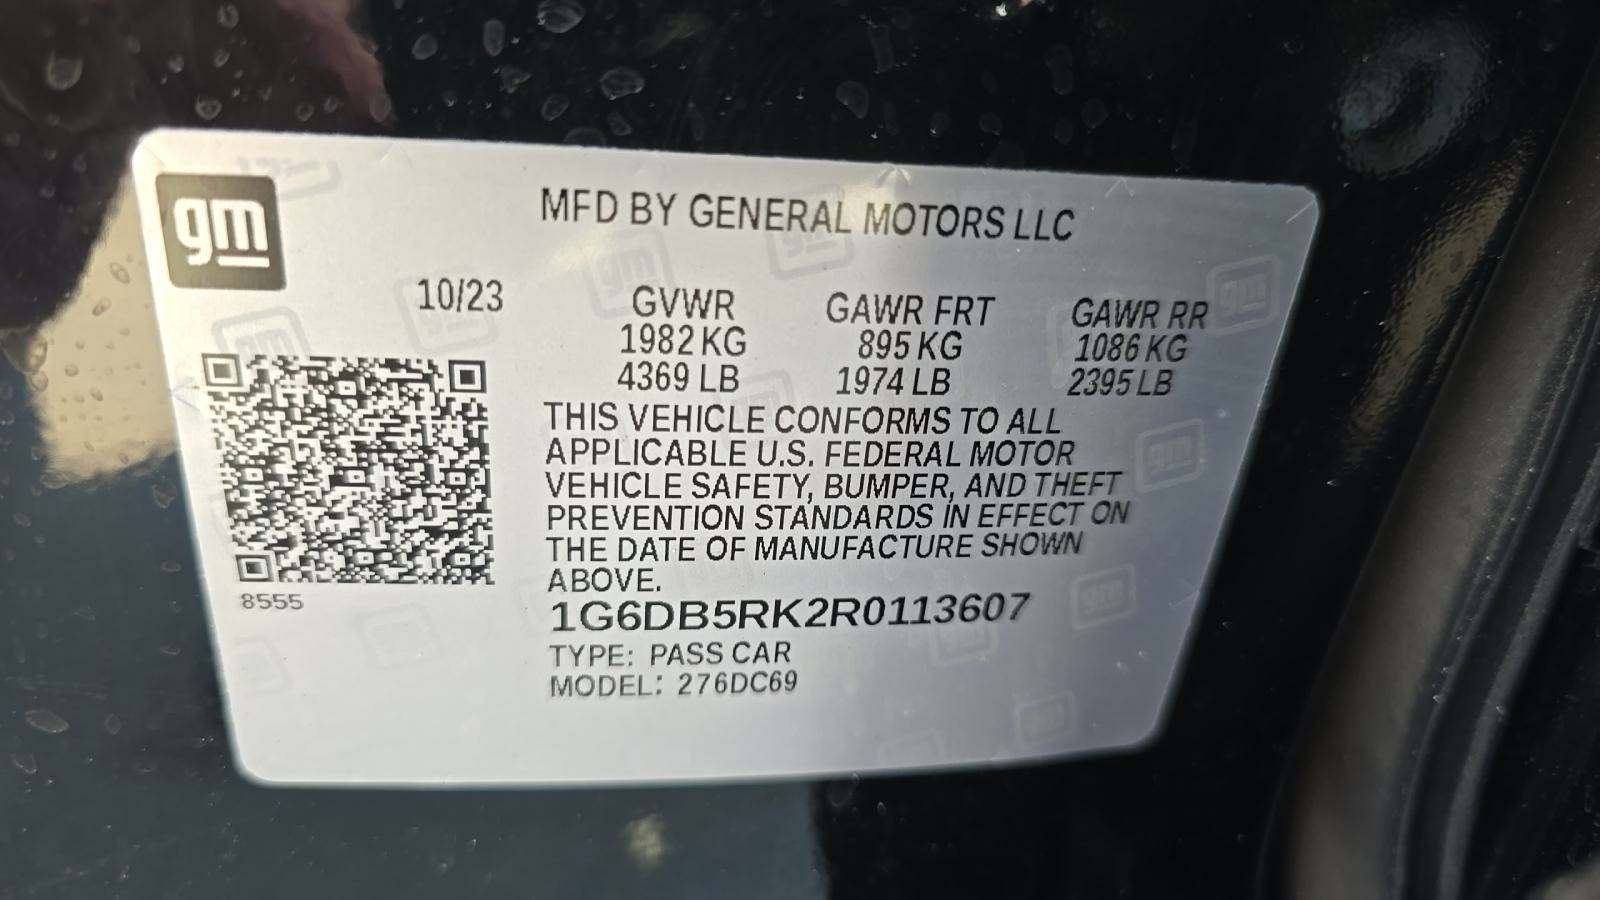 gm
MFD BY GENERAL MOTORS LLC
10/23
GVWR GAWR FRT GAWR RR
1982 KG 895 KG 1086 KG
4369 LB 1974 LB 2395 LB
THIS VEHICLE CONFORMS TO ALL
APPLICABLE U.S. FEDERAL MOTOR
VEHICLE SAFETY, BUMPER, AND THEFT
PREVENTION STANDARDS IN EFFECT ON
THE DATE OF MANUFACTURE SHOWN
ABOVE.
8555
1G6DB5RK2R0113607
TYPE: PASS CAR
MODEL: 276DC69